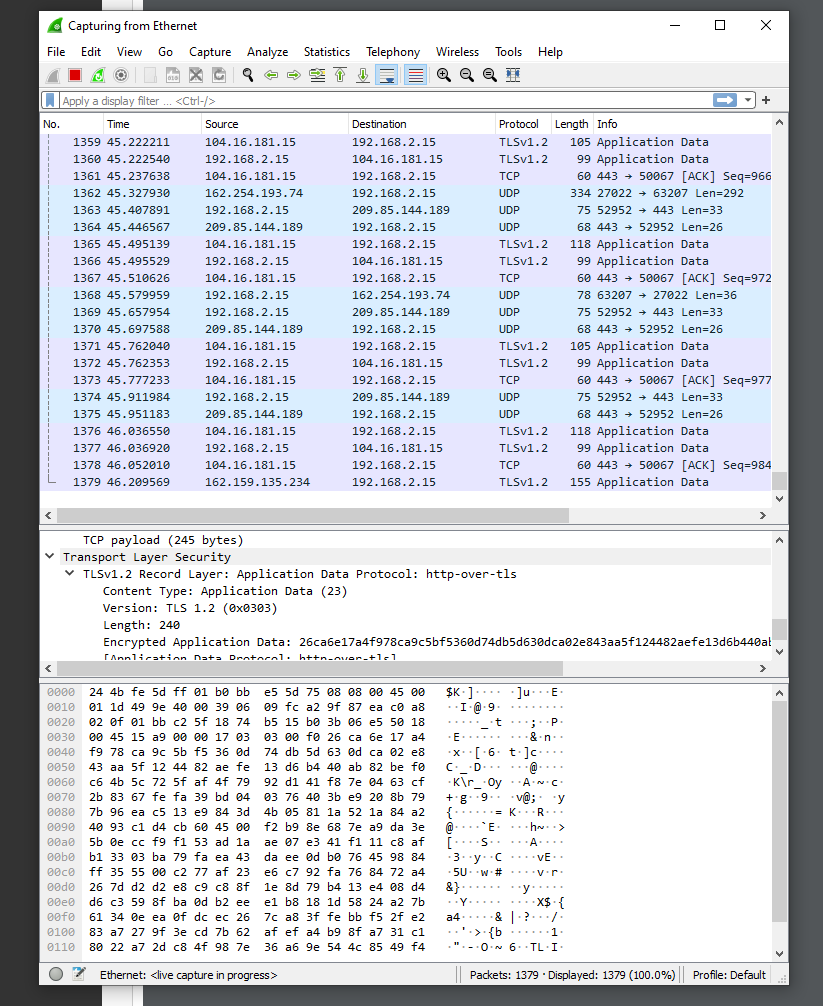 Capturing from Ethernet
File Edit View Go Capture Analyze Statistics Telephony Wireless Tools Help
Apply a display filter ... <Ctrl-/>
No. Time Source Destination Protocol Length Info
1359 45.222211 104.16.181.15 192.168.2.15 TLSv1.2 105 Application Data
1360 45.222540 192.168.2.15 104.16.181.15 TLSv1.2 99 Application Data
1361 45.237638 104.16.181.15 192.168.2.15 TCP 60 443 → 50067 [ACK] Seq=966
1362 45.327930 162.254.193.74 192.168.2.15 UDP 334 27022 → 63207 Len=292
1363 45.407891 192.168.2.15 209.85.144.189 UDP 75 52952 → 443 Len=33
1364 45.446567 209.85.144.189 192.168.2.15 UDP 68 443 → 52952 Len=26
1365 45.495139 104.16.181.15 192.168.2.15 TLSv1.2 118 Application Data
1366 45.495529 192.168.2.15 104.16.181.15 TLSv1.2 99 Application Data
1367 45.510626 104.16.181.15 192.168.2.15 TCP 60 443 → 50067 [ACK] Seq=972
1368 45.579959 192.168.2.15 162.254.193.74 UDP 78 63207 → 27022 Len=36
1369 45.657954 192.168.2.15 209.85.144.189 UDP 75 52952 → 443 Len=33
1370 45.697588 209.85.144.189 192.168.2.15 UDP 68 443 → 52952 Len=26
1371 45.762040 104.16.181.15 192.168.2.15 TLSv1.2 105 Application Data
1372 45.762353 192.168.2.15 104.16.181.15 TLSv1.2 99 Application Data
1373 45.777233 104.16.181.15 192.168.2.15 TCP 60 443 → 50067 [ACK] Seq=977
1374 45.911984 192.168.2.15 209.85.144.189 UDP 75 52952 → 443 Len=33
1375 45.951183 209.85.144.189 192.168.2.15 UDP 68 443 → 52952 Len=26
1376 46.036550 104.16.181.15 192.168.2.15 TLSv1.2 118 Application Data
1377 46.036920 192.168.2.15 104.16.181.15 TLSv1.2 99 Application Data
1378 46.052010 104.16.181.15 192.168.2.15 TCP 60 443 → 50067 [ACK] Seq=984
1379 46.209569 162.159.135.234 192.168.2.15 TLSv1.2 155 Application Data
TCP payload (245 bytes)
Transport Layer Security
TLSv1.2 Record Layer: Application Data Protocol: http-over-tls
Content Type: Application Data (23)
Version: TLS 1.2 (0x0303)
Length: 240
Encrypted Application Data: 26ca6e17a4f978ca9c5bf5360d74db5d630dca02e843aa5f124482aefe13d6b440ab
[Application Data Protocol: http-over-tls]
0000 24 4b fe 5d ff 01 b0 bb e5 5d 75 08 08 00 45 00 $K·]···· ·]u···E·
0010 01 1d 49 9e 40 00 39 06 09 fc a2 9f 87 ea c0 a8 ··I·@·9· ········
0020 02 0f 01 bb c2 5f 18 74 b5 15 b0 3b 06 e5 50 18 ·····_·t ···;··P·
0030 00 45 15 a9 00 00 17 03 03 00 f0 26 ca 6e 17 a4 ·E······ ···&·n··
0040 f9 78 ca 9c 5b f5 36 0d 74 db 5d 63 0d ca 02 e8 ·x··[·6· t·]c····
0050 43 aa 5f 12 44 82 ae fe 13 d6 b4 40 ab 82 be f0 C·_·D··· ···@····
0060 c6 4b 5c 72 5f af 4f 79 92 d1 41 f8 7e 04 63 cf ·K\r_·Oy ··A·~·c·
0070 2b 83 67 fe fa 39 bd 04 03 76 40 3b e9 20 8b 79 +·g··9·· ·v@;· ·y
0080 7b 96 ea c5 13 e9 84 3d 4b 05 81 1a 52 1a 84 a2 {······= K···R···
0090 40 93 c1 d4 cb 60 45 00 f2 b9 8e 68 7e a9 da 3e @····`E· ···h~··>
00a0 5b 0e cc f9 f1 53 ad 1a ae 07 e3 41 f1 11 c8 af [····S·· ···A····
00b0 b1 33 03 ba 79 fa ea 43 da ee 0d b0 76 45 98 84 ·3··y··C ····vE··
00c0 ff 35 55 00 c2 77 af 23 e6 c7 92 fa 76 84 72 a4 ·5U··w·# ····v·r·
00d0 26 7d d2 d2 e8 c9 c8 8f 1e 8d 79 b4 13 e4 08 d4 &}······ ··y·····
00e0 d6 c3 59 8f ba 0d b2 ee e1 b8 18 1d 58 24 a2 7b ··Y····· ····X$·{
00f0 61 34 0e ea 0f dc ec 26 7c a8 3f fe bb f5 2f e2 a4·····& |·?···/·
0100 83 a7 27 9f 3e cd 7b 62 af ef a4 b9 8f a7 31 c1 ··'·>·{b ······1·
0110 80 22 a7 2d c8 4f 98 7e 36 a6 9e 54 4c 85 49 f4 ·"·-·O·~ 6··TL·I·
Ethernet: <live capture in progress> Packets: 1379 · Displayed: 1379 (100.0%) Profile: Default